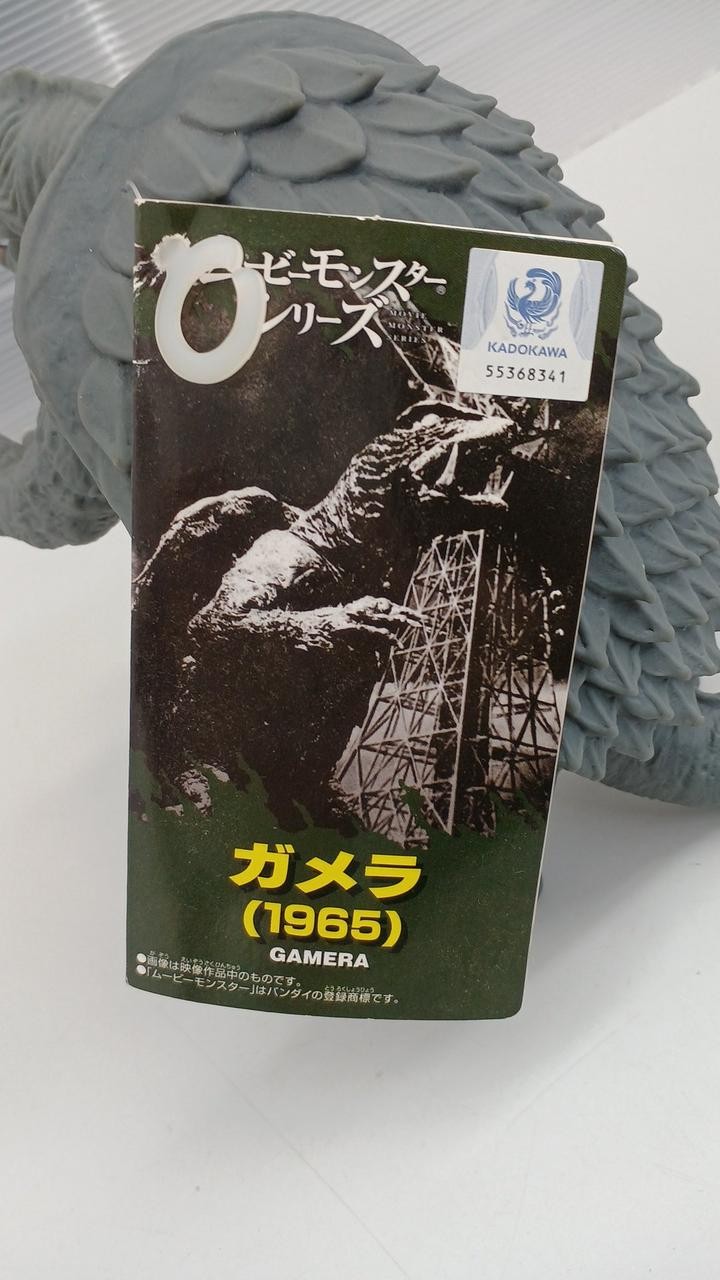 ービーモンスター®
シリーズ
MOVIE
MONSTER
SERIES
KADOKAWA
55368341
ガメラ
(1965)
GAMERA
●画像は映像作品中のものです。
●「ムービーモンスター」はバンダイの登録商標です。